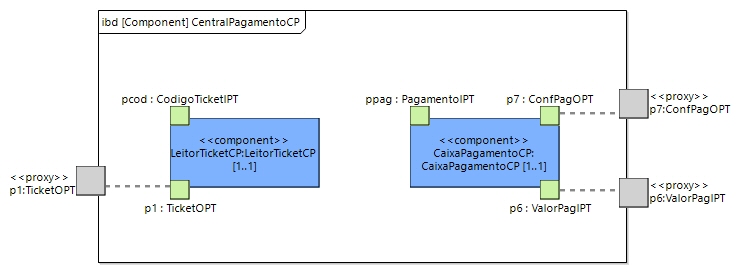 ibd [Component] CentralPagamentoCP
pcod : CodigoTicketIPT
ppag : PagamentoIPT
p7 : ConfPagOPT
<<proxy>>
p7:ConfPagOPT
<<component>>
LeitorTicketCP:LeitorTicketCP
[1..1]
<<component>>
CaixaPagamentoCP:
CaixaPagamentoCP [1..1]
<<proxy>>
p1:TicketOPT
p1 : TicketOPT
p6 : ValorPagIPT
<<proxy>>
p6:ValorPagIPT